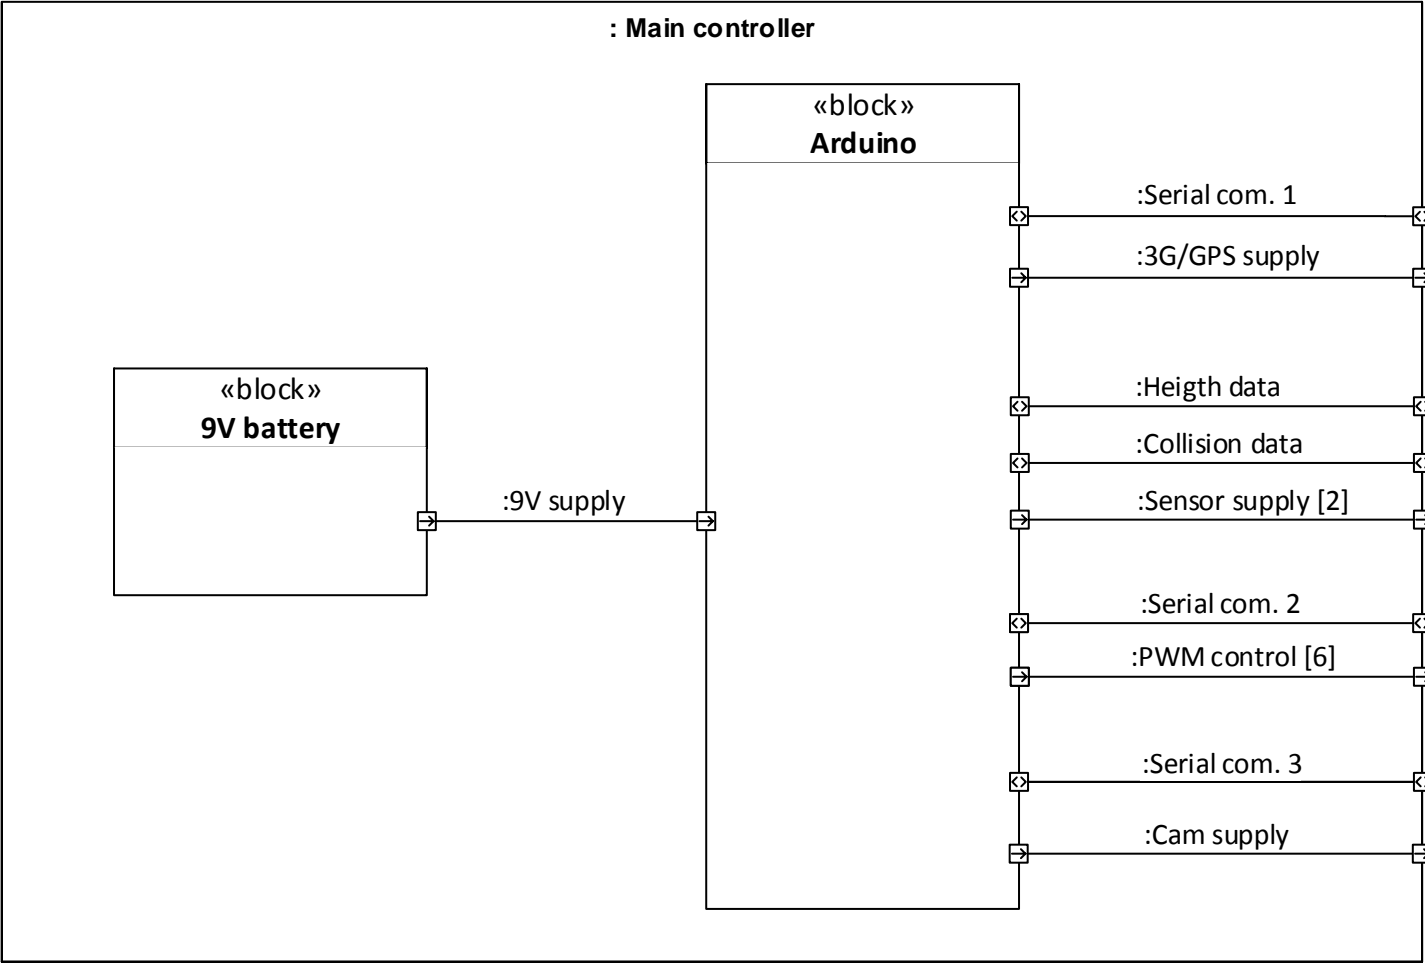 : Main controller
«block»
Arduino
:Serial com. 1
:3G/GPS supply
«block»
9V battery
:9V supply
:Heigth data
:Collision data
:Sensor supply [2]
:Serial com. 2
:PWM control [6]
:Serial com. 3
:Cam supply